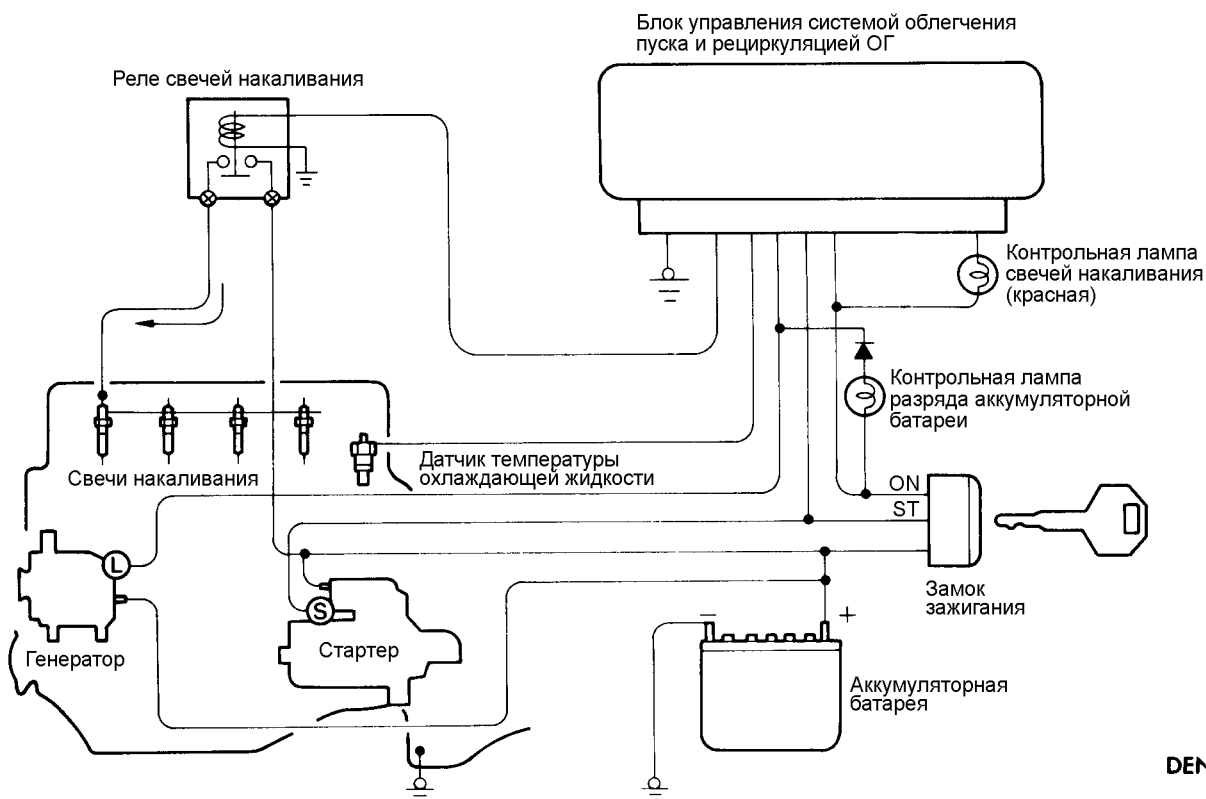 Блок управления системой облегчения
пуска и рециркуляцией ОГ
Реле свечей накаливания
Контрольная лампа
свечей накаливания
(красная)
Контрольная лампа
разряда аккумуляторной
батареи
Датчик температуры
охлаждающей жидкости
Свечи накаливания
ON
ST
L
S
Замок
зажигания
Генератор
Стартер
– +
Аккумуляторная
батарея
DEN